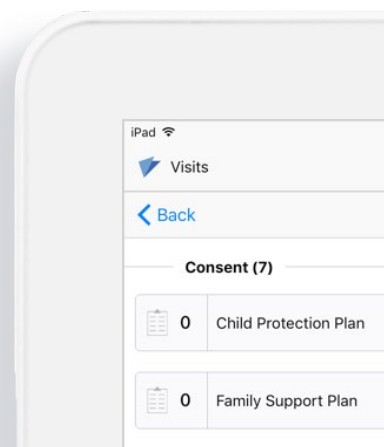 iPad
Visits
Back
Consent (7)
0 Child Protection Plan
0 Family Support Plan